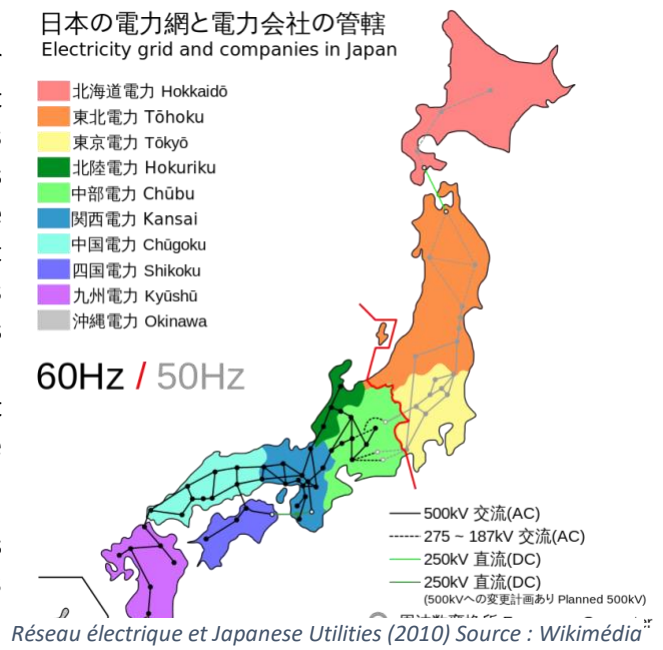 日本の電力網と電力会社の管轄
Electricity grid and companies in Japan
北海道電力 Hokkaidō
東北電力 Tōhoku
東京電力 Tōkyō
北陸電力 Hokuriku
中部電力 Chūbu
関西電力 Kansai
中国電力 Chūgoku
四国電力 Shikoku
九州電力 Kyūshū
沖縄電力 Okinawa
60Hz / 50Hz
500kV 交流(AC)
275 ~ 187kV 交流(AC)
250kV 直流(DC)
250kV 直流(DC)
(500kVへの変更計画あり Planned 500kV)
Réseau électrique et Japanese Utilities (2010) Source : Wikimédia